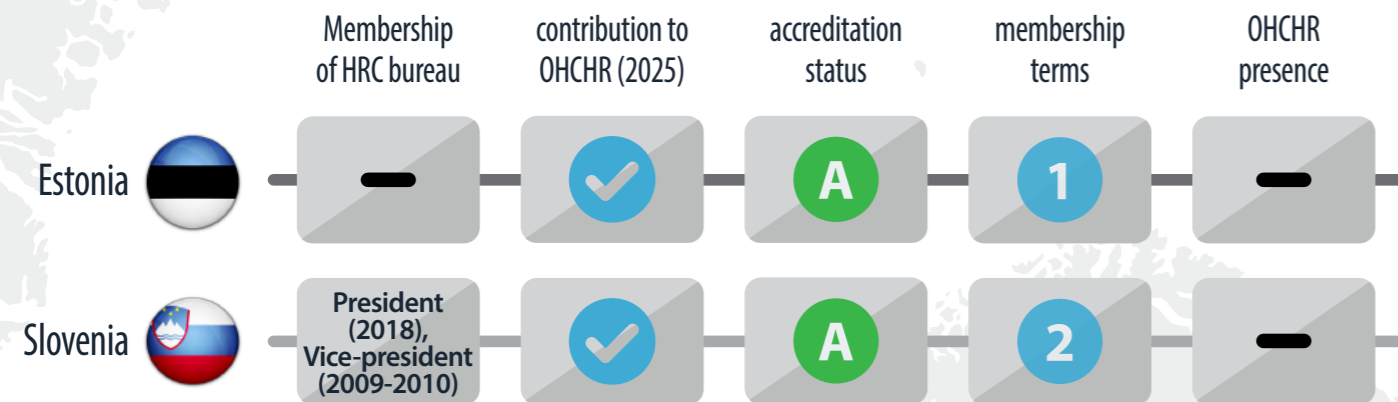 Membership
of HRC bureau
contribution to
OHCHR (2025)
accreditation
status
membership
terms
OHCHR
presence
Estonia
A
1
Slovenia
President
(2018),
Vice-president
(2009-2010)
A
2